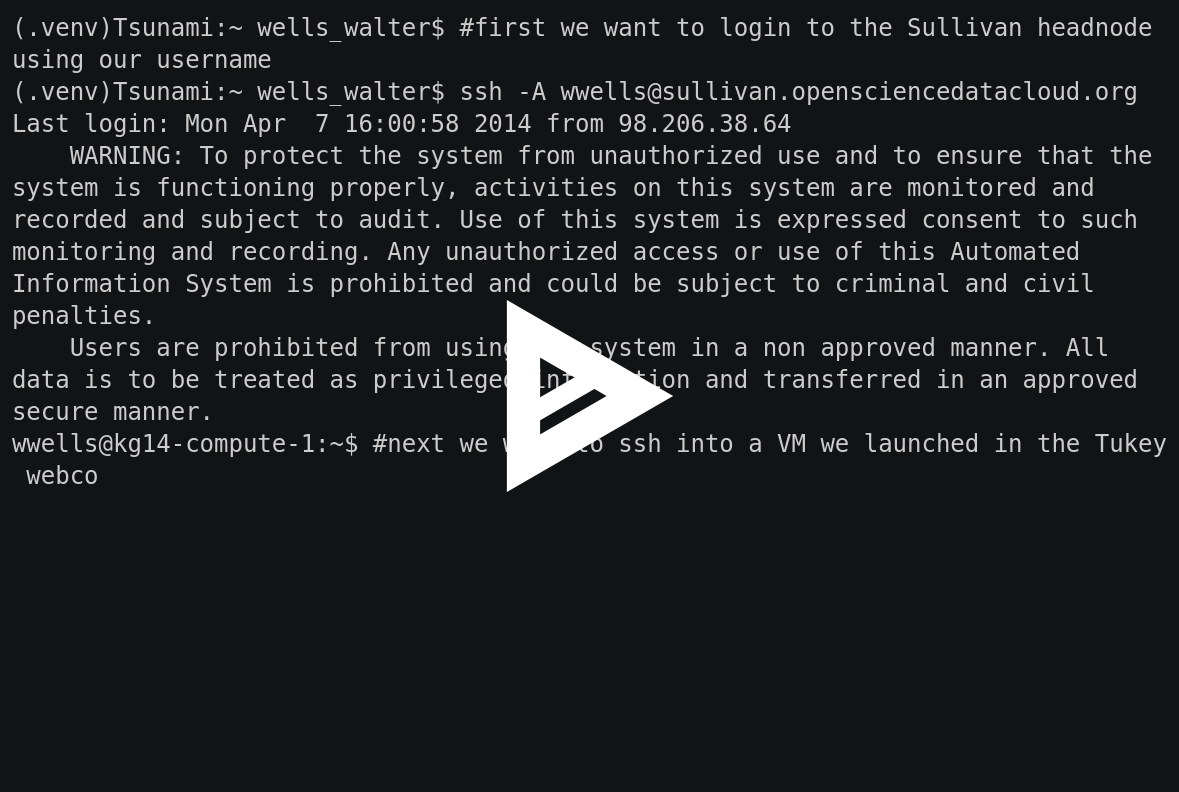 (.venv)Tsunami:~ wells_walter$ #first we want to login to the Sullivan headnode
using our username
(.venv)Tsunami:~ wells_walter$ ssh -A wwells@sullivan.opensciencedatacloud.org
Last login: Mon Apr  7 16:00:58 2014 from 98.206.38.64
    WARNING: To protect the system from unauthorized use and to ensure that the
system is functioning properly, activities on this system are monitored and
recorded and subject to audit. Use of this system is expressed consent to such
monitoring and recording. Any unauthorized access or use of this Automated
Information System is prohibited and could be subject to criminal and civil
penalties.
    Users are prohibited from using system in a non approved manner. All
data is to be treated as privileged information and transferred in an approved
secure manner.
wwells@kg14-compute-1:~$ #next we to ssh into a VM we launched in the Tukey
 webco